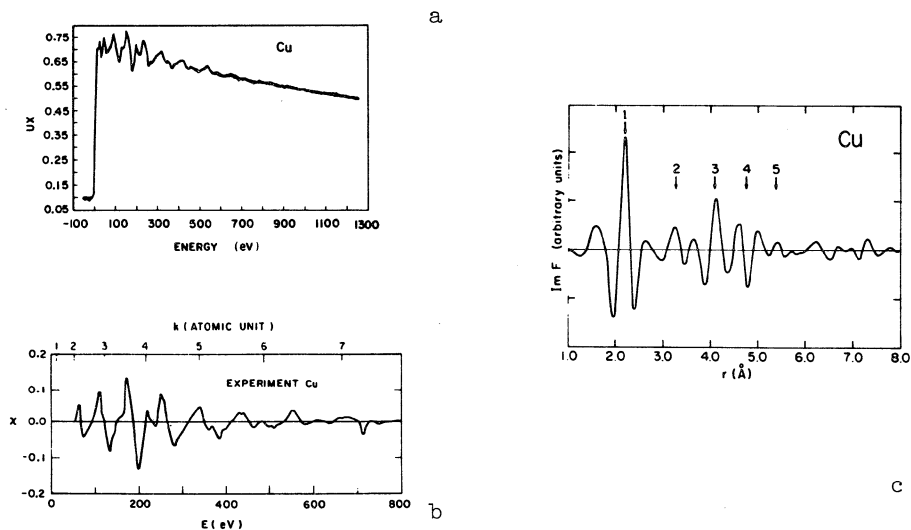 a
Cu
0.75
0.65
0.55
0.45
0.35
0.25
0.15
0.05
UX
-100 100 300 500 700 900 1100 1300
ENERGY (eV)
k (ATOMIC UNIT)
1 2 3 4 5 6 7
0.2
0.1
0.0
-0.1
-0.2
χ
EXPERIMENT Cu
0 200 400 600 800
E (eV)
b
Cu
1
2 3 4 5
Im F (arbitrary units)
1.0 2.0 3.0 4.0 5.0 6.0 7.0 8.0
r (Å)
c